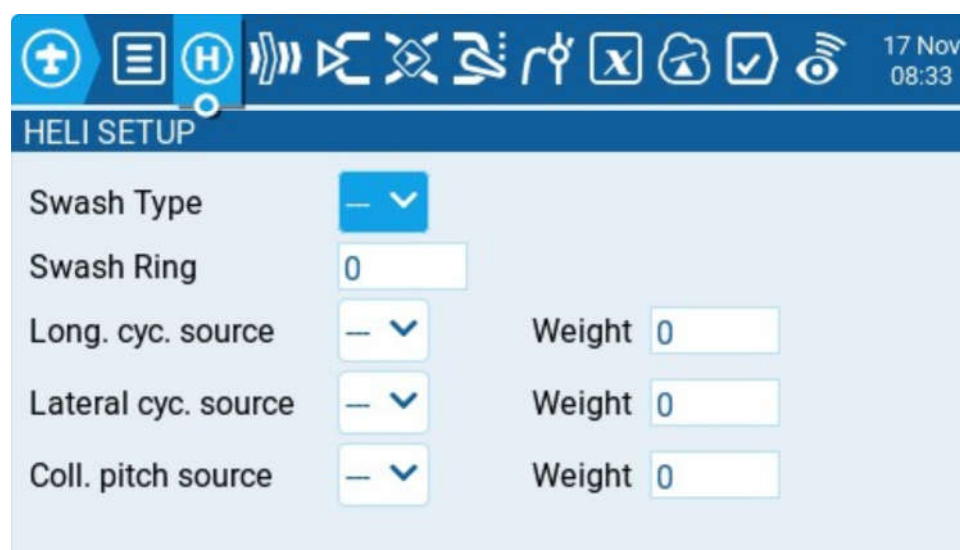 H
x
17 Nov
08:33
HELI SETUP
Swash Type ---
Swash Ring 0
Long. cyc. source --- Weight 0
Lateral cyc. source --- Weight 0
Coll. pitch source --- Weight 0